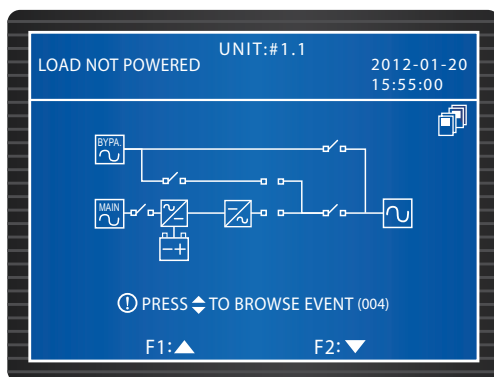 UNIT:#1.1
LOAD NOT POWERED
2012-01-20
15:55:00
BYPA.
MAIN
! PRESS TO BROWSE EVENT (004)
F1: F2: